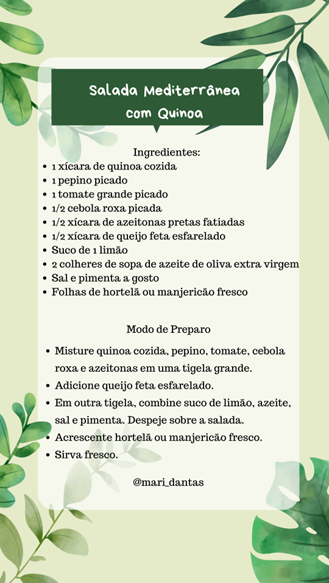 Salada Mediterrânea
com Quinoa
Ingredientes:
• 1 xícara de quinoa cozida
• 1 pepino picado
• 1 tomate grande picado
• 1/2 cebola roxa picada
• 1/2 xícara de azeitonas pretas fatiadas
• 1/2 xícara de queijo feta esfarelado
• Suco de 1 limão
• 2 colheres de sopa de azeite de oliva extra virgem
• Sal e pimenta a gosto
• Folhas de hortelã ou manjericão fresco
Modo de Preparo
• Misture quinoa cozida, pepino, tomate, cebola
roxa e azeitonas em uma tigela grande.
• Adicione queijo feta esfarelado.
• Em outra tigela, combine suco de limão, azeite,
sal e pimenta. Despeje sobre a salada.
• Acrescente hortelã ou manjericão fresco.
• Sirva fresco.
@mari_dantas